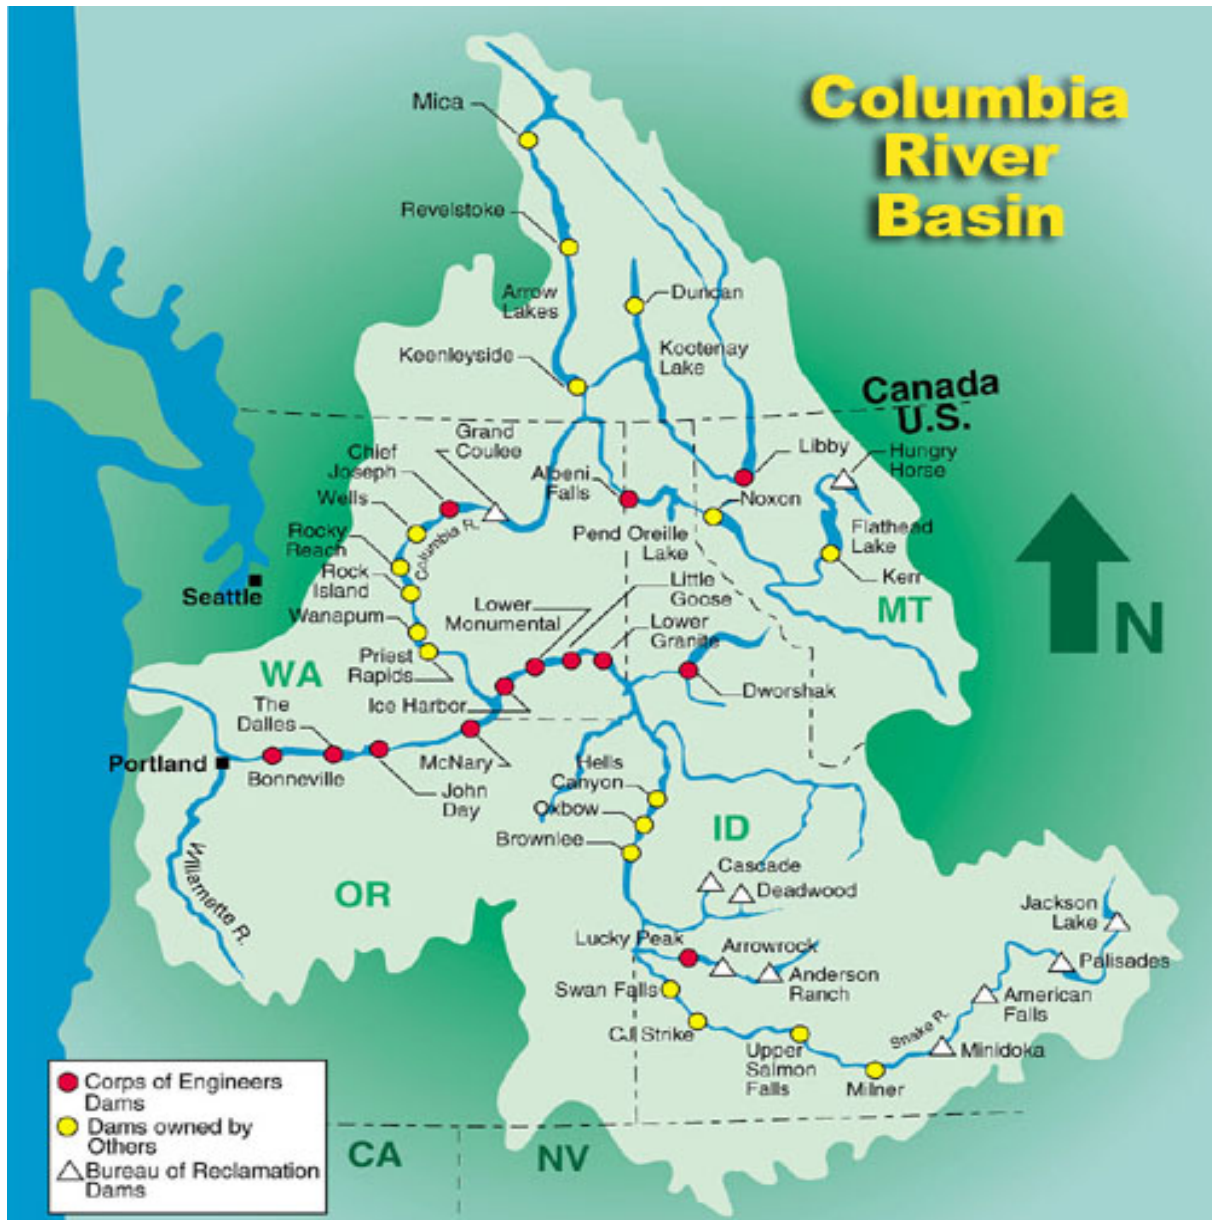 Columbia
River
Basin
Mica
Revelstoke
Arrow
Lakes
Duncan
Keenleyside
Kootenay
Lake
Canada
U.S.
Grand
Coulee
Chief
Joseph
Albeni
Falls
Libby
Hungry
Horse
Wells
Noxon
Rocky
Reach
Columbia R.
Pend Oreille
Lake
Flathead
Lake
Rock
Island
Kerr
Seattle
Little
Goose
Wanapum
Lower
Monumental
Lower
Granite
MT
N
WA
Priest
Rapids
Ice Harbor
Dworshak
The
Dalles
Portland
Bonneville
McNary
John
Day
Hells
Canyon
Oxbow
Brownlee
ID
Willamette R.
OR
Cascade
Deadwood
Jackson
Lake
Lucky Peak
Arrowrock
Anderson
Ranch
Palisades
Swan Falls
American
Falls
CJ Strike
Snake R.
Upper
Salmon
Falls
Minidoka
Milner
Corps of Engineers
Dams
Dams owned by
Others
Bureau of Reclamation
Dams
CA
NV